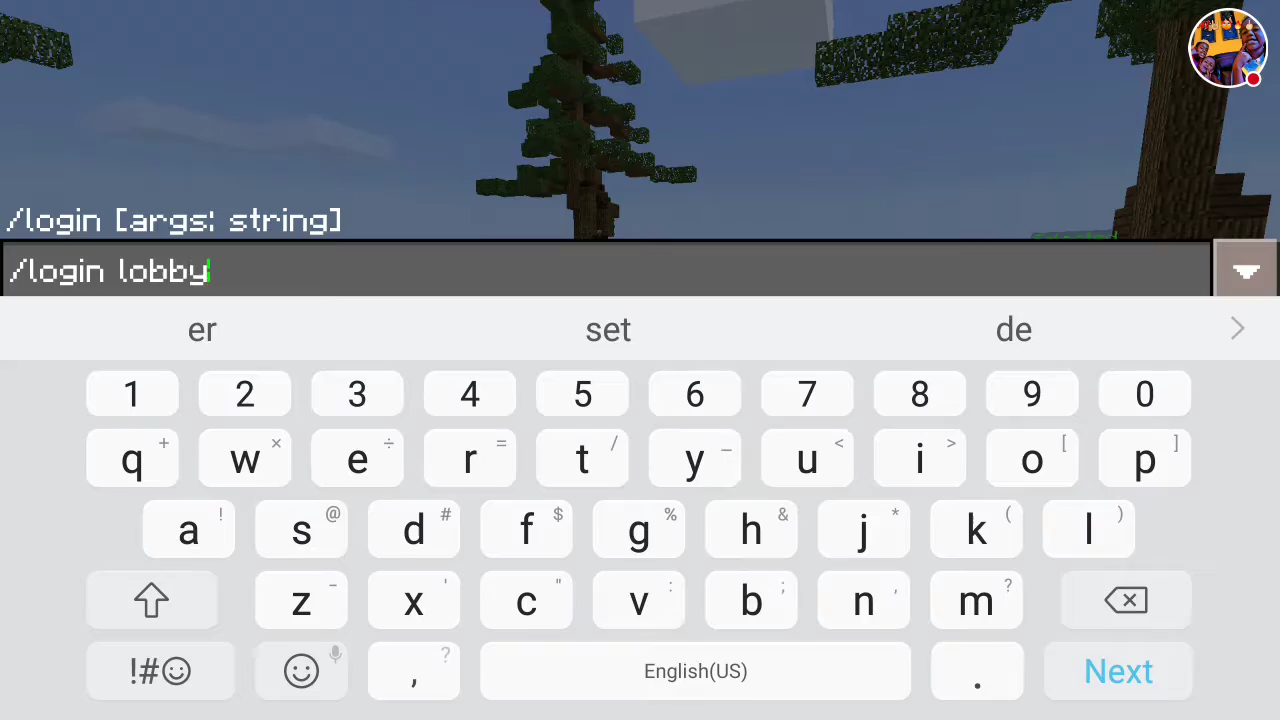 /login [args: string]
/login lobby
er set de
1 2 3 4 5 6 7 8 9 0
q + w × e ÷ r = t / y _ u < i > o [ p ]
a ! s @ d # f $ g % h & j * k ( l )
z - x ' c " v : b ; n , m ?
!#☺ , ? English(US) . Next